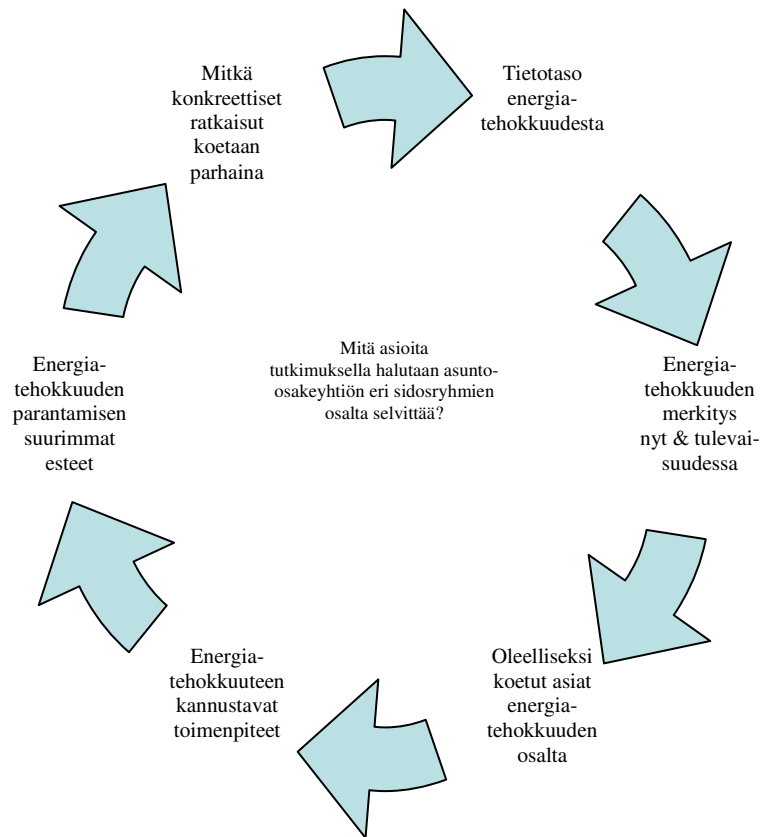 Mitkä
konkreettiset
ratkaisut
koetaan
parhaina
Tietotaso
energia-
tehokkuudesta
Energia-
tehokkuuden
merkitys
nyt & tulevai-
suudessa
Oleelliseksi
koetut asiat
energia-
tehokkuuden
osalta
Energia-
tehokkuuteen
kannustavat
toimenpiteet
Energia-
tehokkuuden
parantamisen
suurimmat
esteet
Mitä asioita
tutkimuksella halutaan asunto-
osakeyhtiön eri sidosryhmien
osalta selvittää?